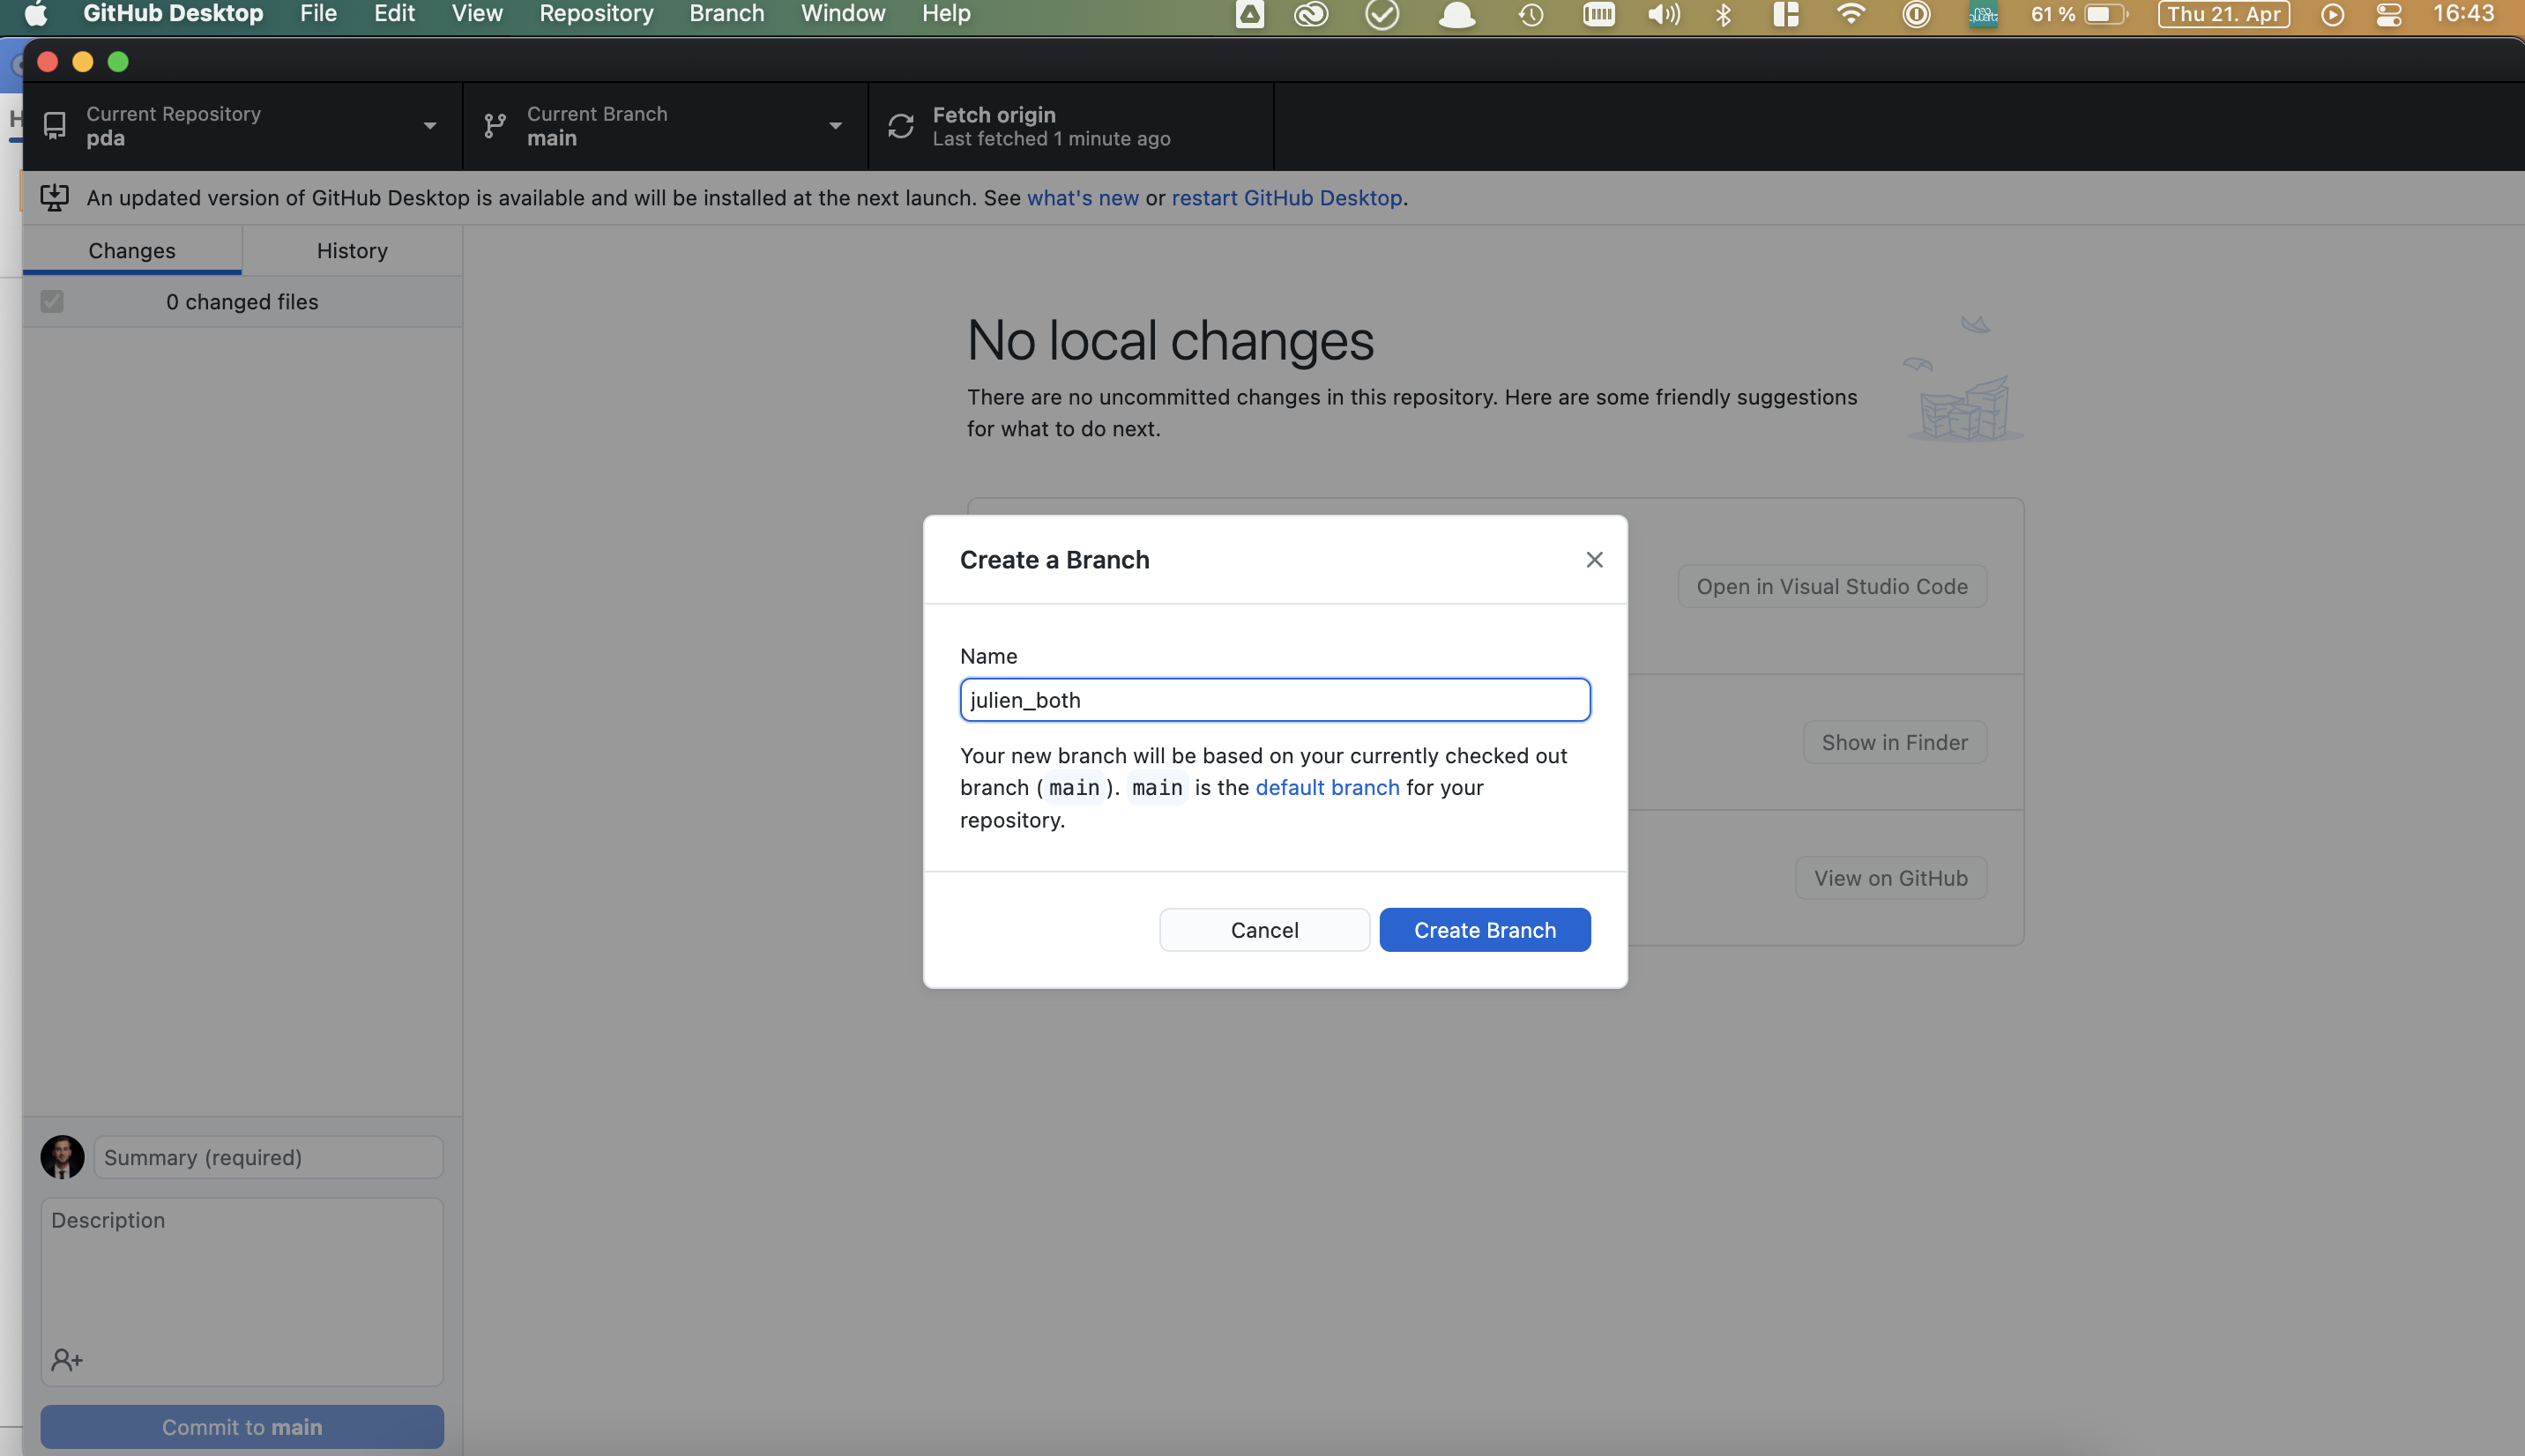 GitHub Desktop File Edit View Repository Branch Window Help 61 % Thu 21. Apr 16:43
Current Repository
pda
Current Branch
main
Fetch origin
Last fetched 1 minute ago
An updated version of GitHub Desktop is available and will be installed at the next launch. See what's new or restart GitHub Desktop.
Changes History
0 changed files
No local changes
There are no uncommitted changes in this repository. Here are some friendly suggestions
for what to do next.
Open in Visual Studio Code
Show in Finder
View on GitHub
Create a Branch
Name
julien_both
Your new branch will be based on your currently checked out
branch (main). main is the default branch for your
repository.
Cancel Create Branch
Summary (required)
Description
Commit to main